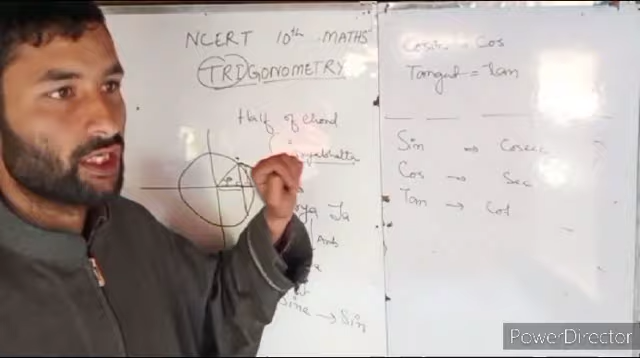 NCERT 10th MATHS
TRIGONOMETRY
Half of Chord
Sine → Sin
Cosine = Cos
Tangent = Tan
Sin → Cosec
Cos → Sec
Tan → Cot
PowerDirector